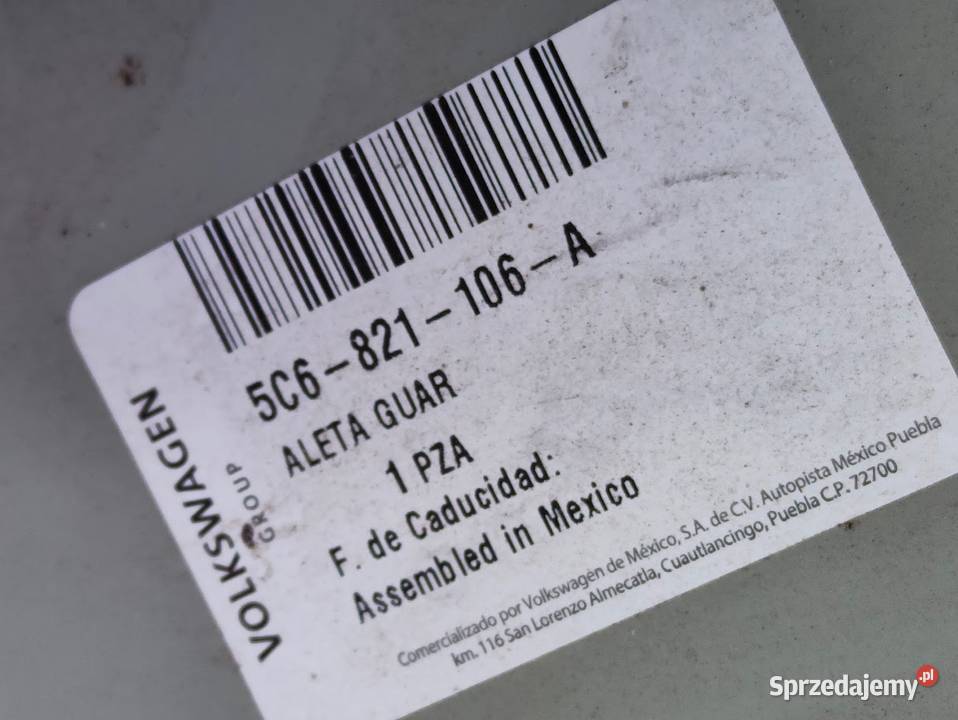 VOLKSWAGEN
GROUP
5C6-821-106-A
ALETA GUAR
1 PZA
F. de Caducidad:
Assembled in Mexico
Comercializado por Volkswagen de México, S.A. de C.V. Autopista México Puebla
km. 116 San Lorenzo Almecatla, Cuautlancingo, Puebla C.P. 72700
Sprzedajemy.pl